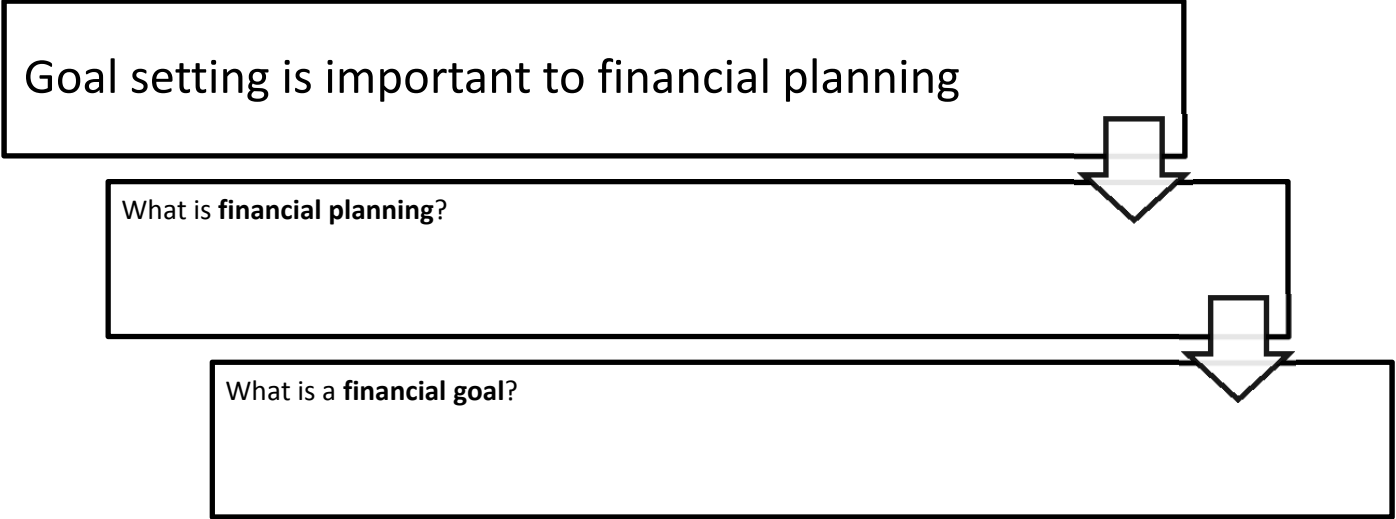 Goal setting is important to financial planning
What is financial planning?
What is a financial goal?